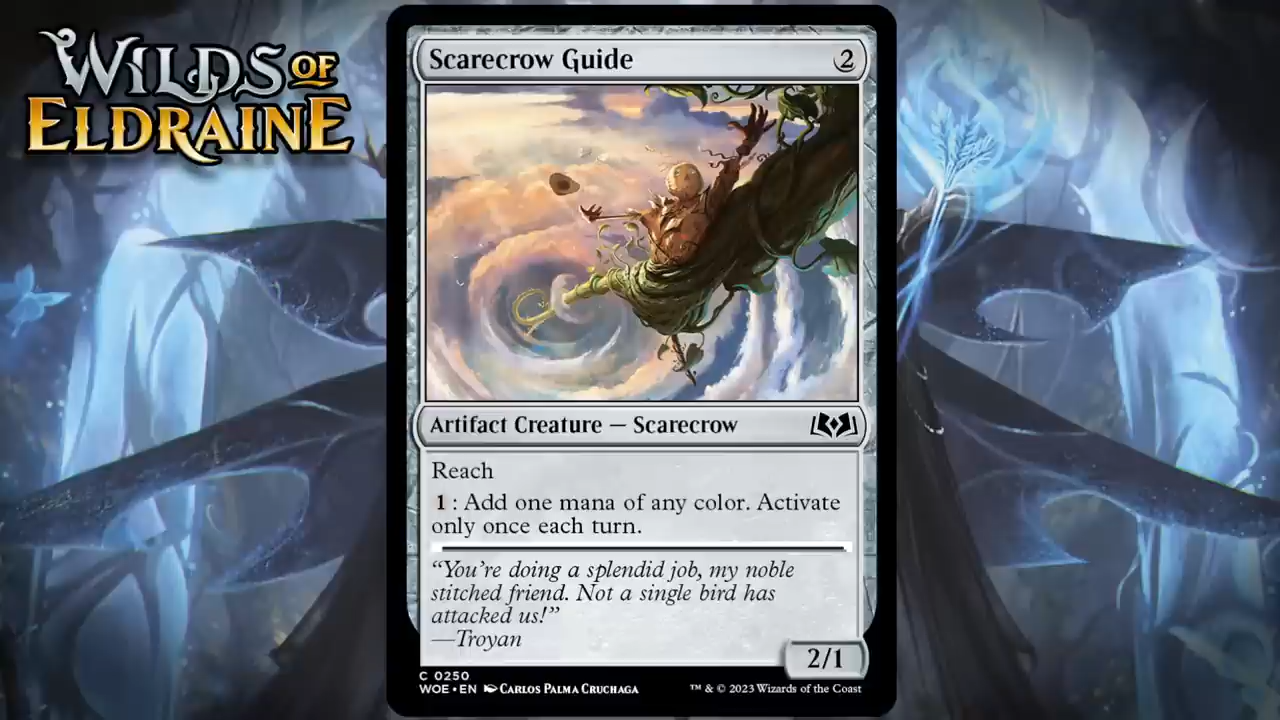 WILDS OF
ELDRAINE
Scarecrow Guide 2
Artifact Creature — Scarecrow
Reach
1 : Add one mana of any color. Activate
only once each turn.
“You’re doing a splendid job, my noble
stitched friend. Not a single bird has
attacked us!”
—Troyan
2/1
C 0250
WOE • EN CARLOS PALMA CRUCHAGA ™ & © 2023 Wizards of the Coast